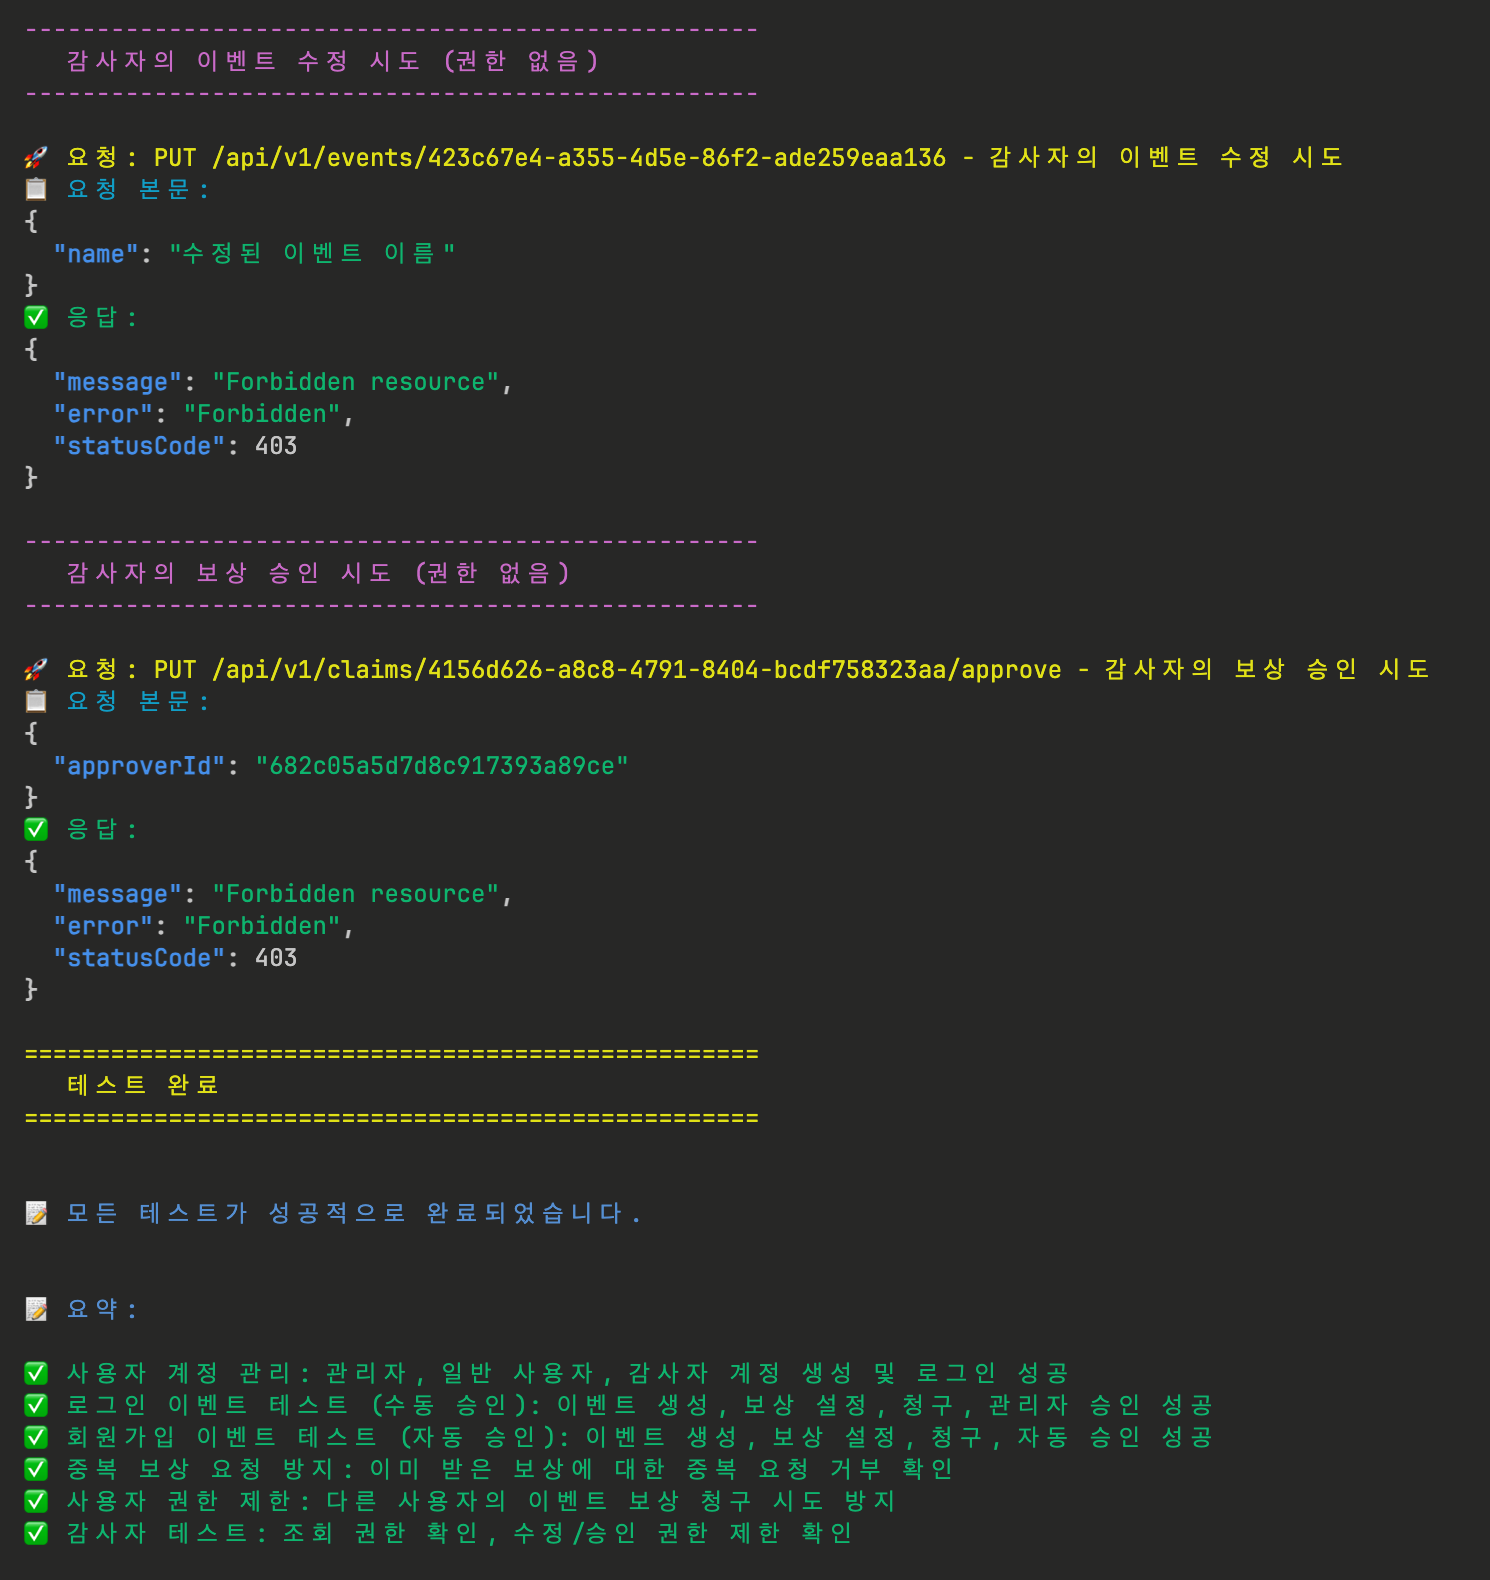 ---------------------------------------------------
감사자의 이벤트 수정 시도 (권한 없음)
---------------------------------------------------
🚀 요청: PUT /api/v1/events/423c67e4-a355-4d5e-86f2-ade259eaa136 - 감사자의 이벤트 수정 시도
📋 요청 본문:
{
  "name": "수정된 이벤트 이름"
}
✅ 응답:
{
  "message": "Forbidden resource",
  "error": "Forbidden",
  "statusCode": 403
}
---------------------------------------------------
감사자의 보상 승인 시도 (권한 없음)
---------------------------------------------------
🚀 요청: PUT /api/v1/claims/4156d626-a8c8-4791-8404-bcdf758323aa/approve - 감사자의 보상 승인 시도
📋 요청 본문:
{
  "approverId": "682c05a5d7d8c917393a89ce"
}
✅ 응답:
{
  "message": "Forbidden resource",
  "error": "Forbidden",
  "statusCode": 403
}
===================================================
테스트 완료
===================================================
📝 모든 테스트가 성공적으로 완료되었습니다.
📝 요약:
✅ 사용자 계정 관리: 관리자, 일반 사용자, 감사자 계정 생성 및 로그인 성공
✅ 로그인 이벤트 테스트 (수동 승인): 이벤트 생성, 보상 설정, 청구, 관리자 승인 성공
✅ 회원가입 이벤트 테스트 (자동 승인): 이벤트 생성, 보상 설정, 청구, 자동 승인 성공
✅ 중복 보상 요청 방지: 이미 받은 보상에 대한 중복 요청 거부 확인
✅ 사용자 권한 제한: 다른 사용자의 이벤트 보상 청구 시도 방지
✅ 감사자 테스트: 조회 권한 확인, 수정/승인 권한 제한 확인